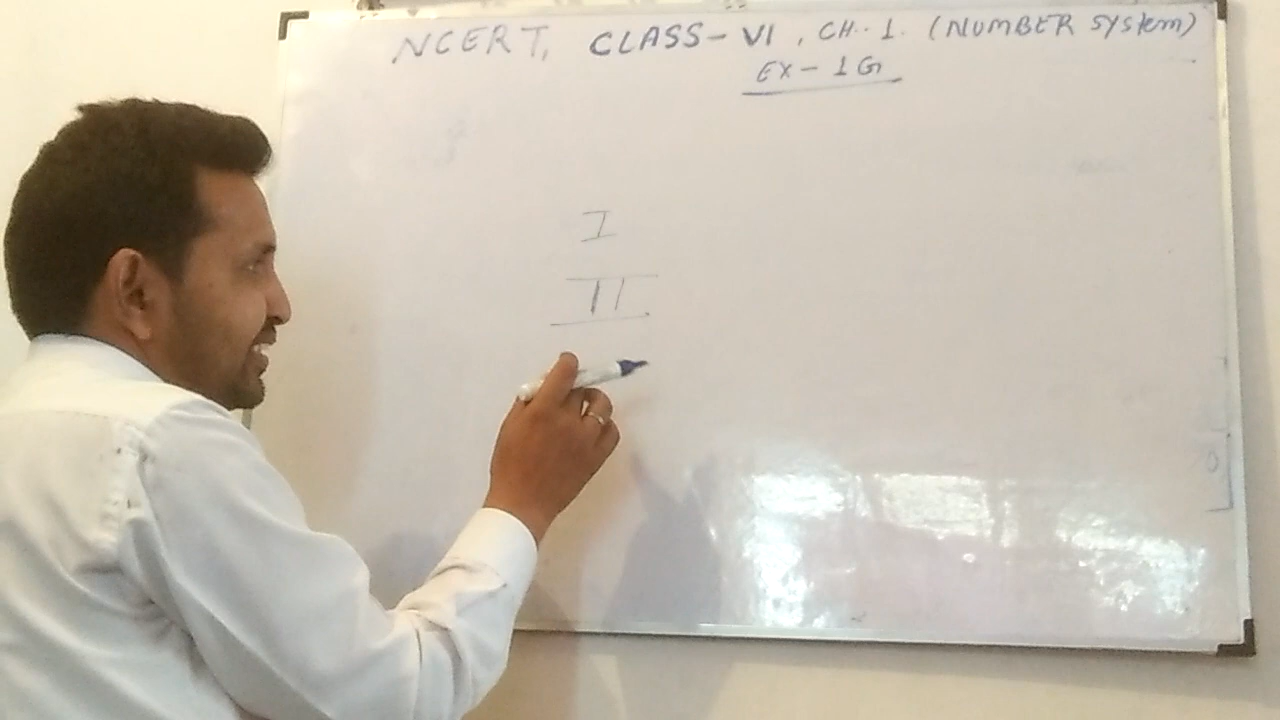 NCERT, CLASS-VI, CH..1. (NUMBER System)
EX-1G
I
II